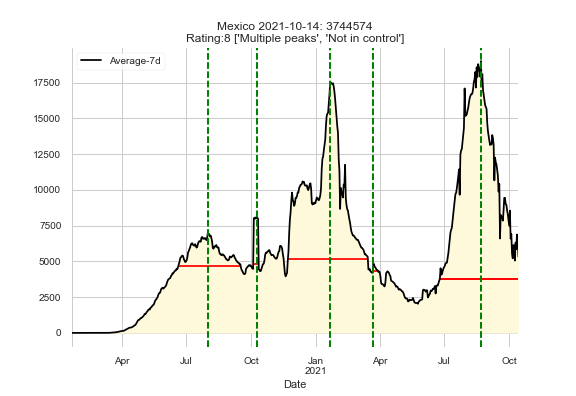 Mexico 2021-10-14: 3744574
Rating:8 ['Multiple peaks', 'Not in control']
Average-7d
17500
15000
12500
10000
7500
5000
2500
0
Apr Jul Oct Jan Apr Jul Oct
2021
Date